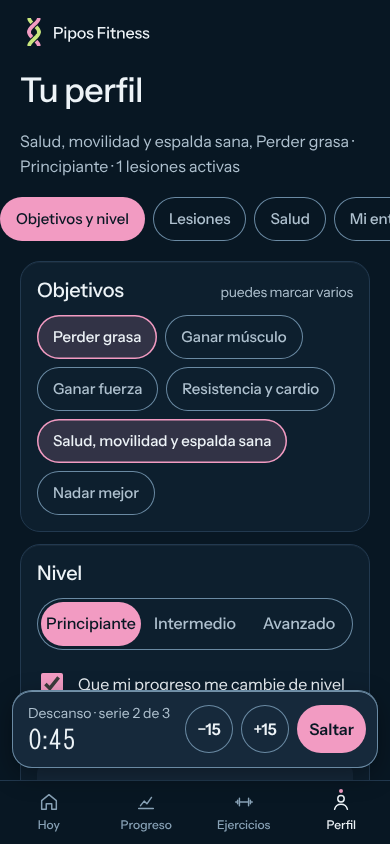 Pipos Fitness
Tu perfil
Salud, movilidad y espalda sana, Perder grasa ·
Principiante · 1 lesiones activas
Objetivos y nivel
Lesiones
Salud
Mi ent
Objetivos
puedes marcar varios
Perder grasa
Ganar músculo
Ganar fuerza
Resistencia y cardio
Salud, movilidad y espalda sana
Nadar mejor
Nivel
Principiante
Intermedio
Avanzado
Que mi progreso me cambie de nivel
Descanso · serie 2 de 3
0:45
−15
+15
Saltar
Hoy
Progreso
Ejercicios
Perfil